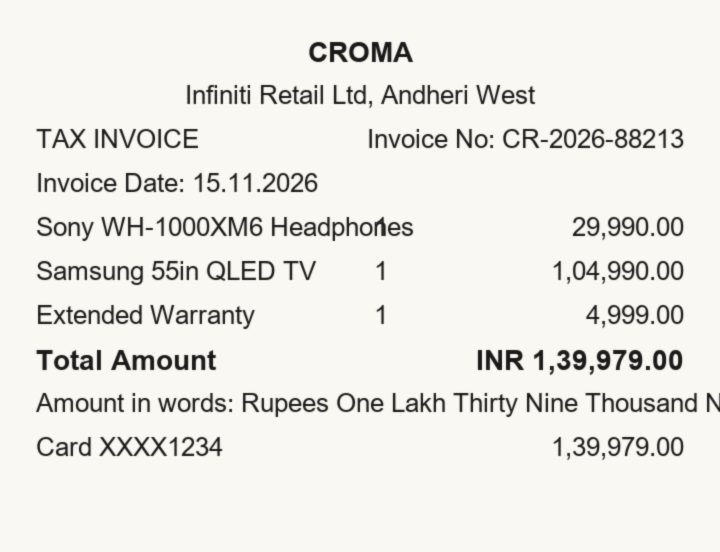 CROMA
Infiniti Retail Ltd, Andheri West
TAX INVOICE Invoice No: CR-2026-88213
Invoice Date: 15.11.2026
Sony WH-1000XM6 Headphones 1 29,990.00
Samsung 55in QLED TV 1 1,04,990.00
Extended Warranty 1 4,999.00
Total Amount INR 1,39,979.00
Amount in words: Rupees One Lakh Thirty Nine Thousand
Card XXXX1234 1,39,979.00